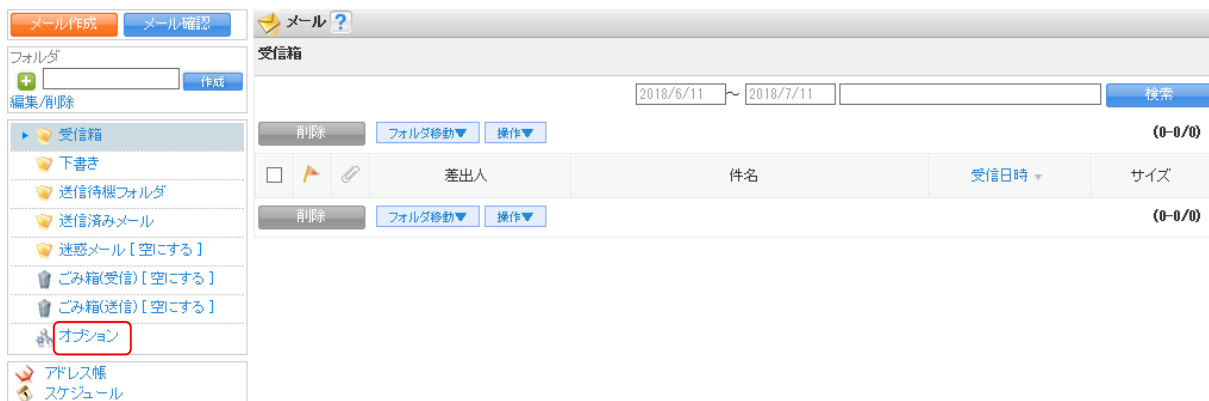 メール作成
メール確認
フォルダ
作成
編集/削除
受信箱
下書き
送信待機フォルダ
送信済みメール
迷惑メール [ 空にする ]
ごみ箱(受信) [ 空にする ]
ごみ箱(送信) [ 空にする ]
オプション
アドレス帳
スケジュール
メール ?
受信箱
2018/6/11 ～ 2018/7/11 検索
削除 フォルダ移動▼ 操作▼ (0-0/0)
差出人 件名 受信日時 ▼ サイズ
削除 フォルダ移動▼ 操作▼ (0-0/0)